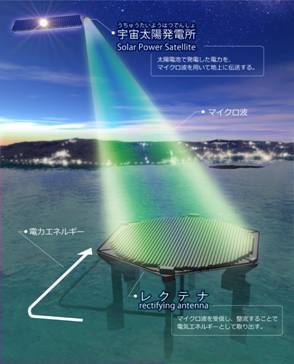 うちゅうたいようはつでんしょ
宇宙太陽発電所
Solar Power Satellite
太陽電池で発電した電力を、
マイクロ波を用いて地上に伝送する。
マイクロ波
電力エネルギー
レクテナ
rectifying antenna
マイクロ波を受信し、整流することで
電気エネルギーとして取り出す。